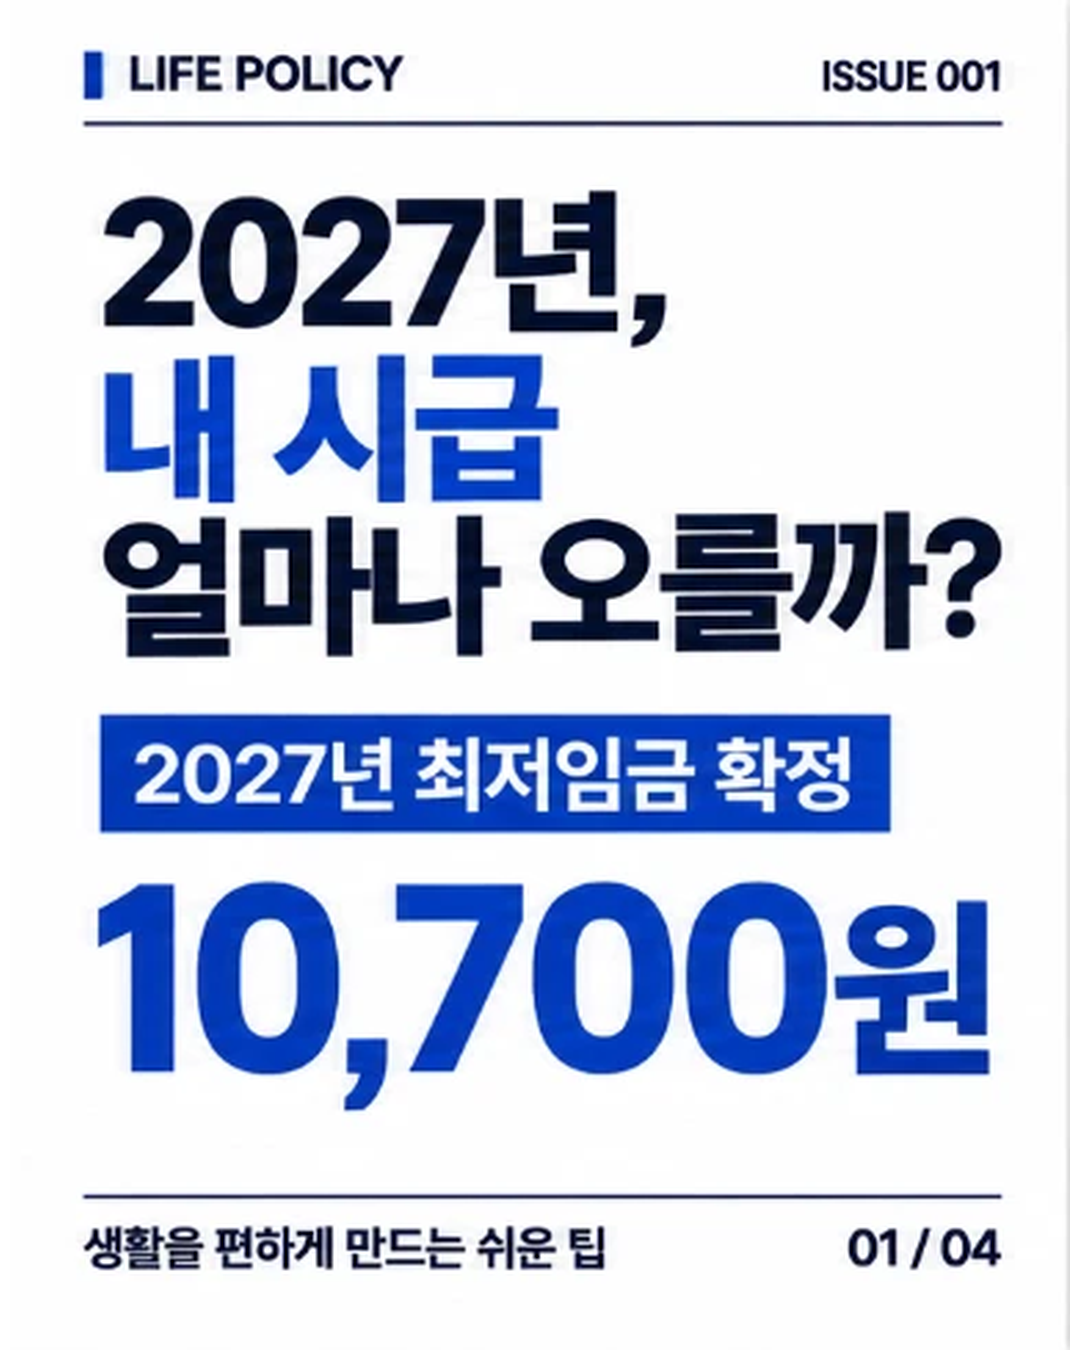 LIFE POLICY
ISSUE 001
2027년,
내 시급
얼마나 오를까?
2027년 최저임금 확정
10,700원
생활을 편하게 만드는 쉬운 팁
01 / 04